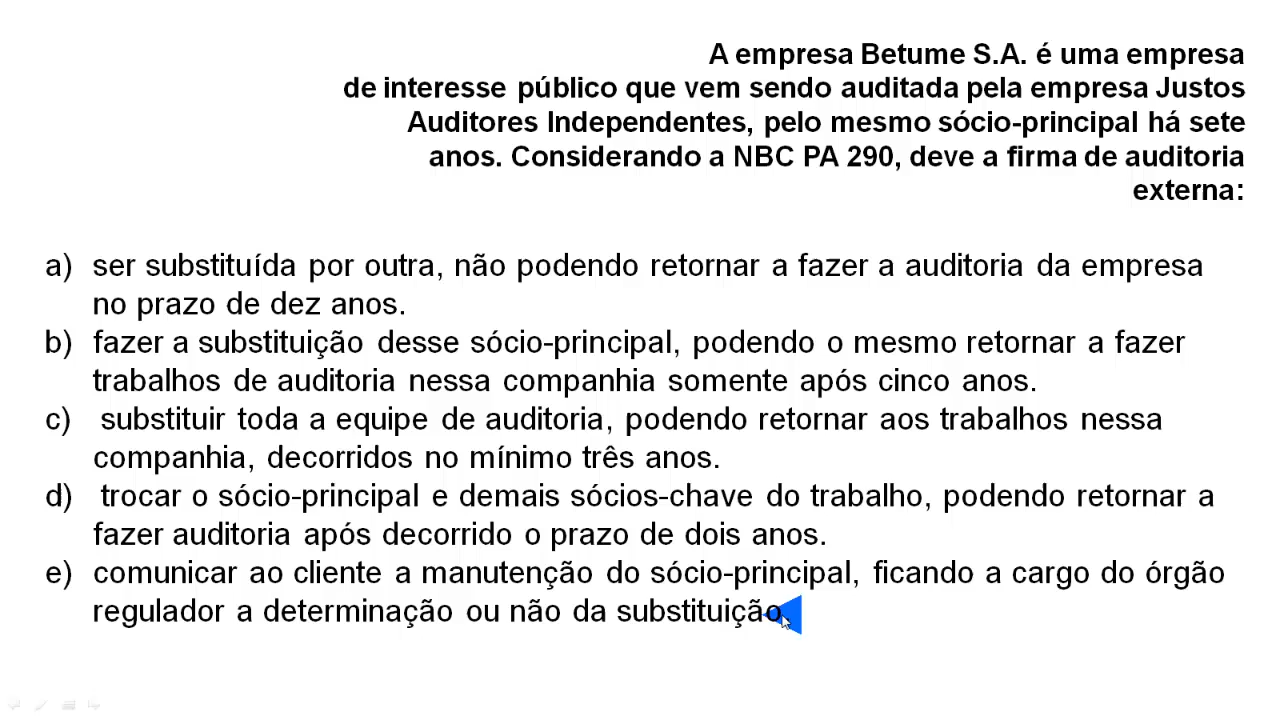 A empresa Betume S.A. é uma empresa
de interesse público que vem sendo auditada pela empresa Justos
Auditores Independentes, pelo mesmo sócio-principal há sete
anos. Considerando a NBC PA 290, deve a firma de auditoria
externa:
a) ser substituída por outra, não podendo retornar a fazer a auditoria da empresa
no prazo de dez anos.
b) fazer a substituição desse sócio-principal, podendo o mesmo retornar a fazer
trabalhos de auditoria nessa companhia somente após cinco anos.
c) substituir toda a equipe de auditoria, podendo retornar aos trabalhos nessa
companhia, decorridos no mínimo três anos.
d) trocar o sócio-principal e demais sócios-chave do trabalho, podendo retornar a
fazer auditoria após decorrido o prazo de dois anos.
e) comunicar ao cliente a manutenção do sócio-principal, ficando a cargo do órgão
regulador a determinação ou não da substituição.